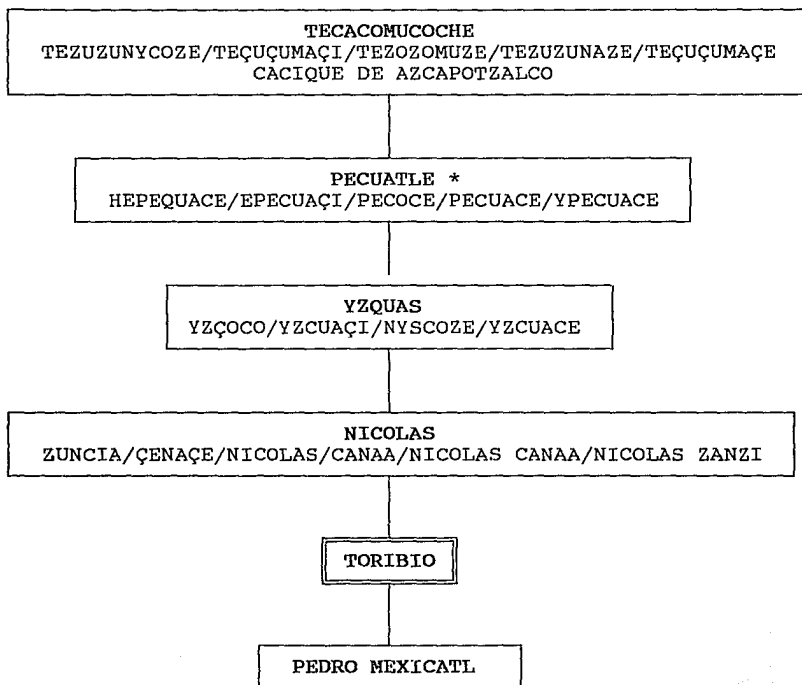 TECACOMUCOCHE
TEZUZUNYCOZE/TEÇUÇUMAÇI/TEZOZOMUZE/TEZUZUNAZE/TEÇUÇUMAÇE
CACIQUE DE AZCAPOTZALCO
PECUATLE *
HEPEQUACE/EPECUAÇI/PECOCE/PECUACE/YPECUACE
YZQUAS
YZÇOCO/YZCUAÇI/NYSCOZE/YZCUACE
NICOLAS
ZUNCIA/ÇENAÇE/NICOLAS/CANAA/NICOLAS CANAA/NICOLAS ZANZI
TORIBIO
PEDRO MEXICATL